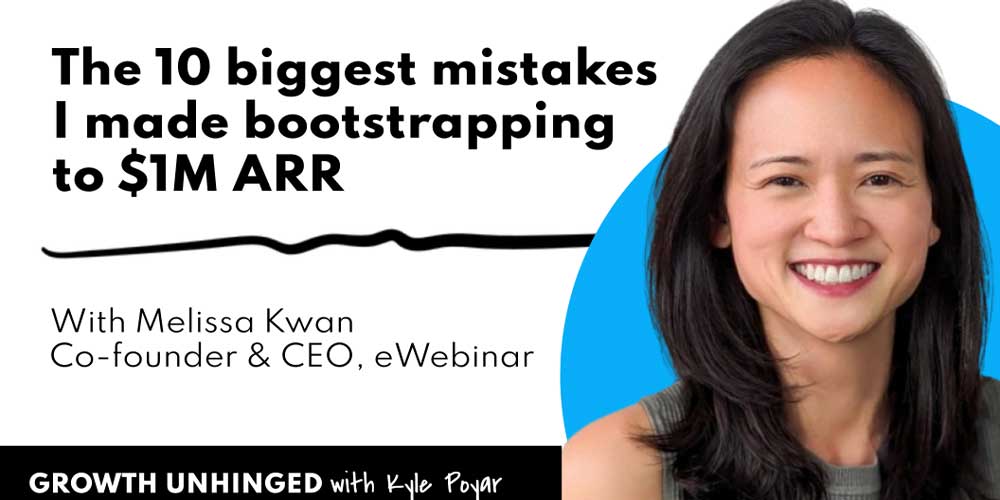 The 10 biggest mistakes
I made bootstrapping
to $1M ARR
With Melissa Kwan
Co-founder & CEO, eWebinar
GROWTH UNHINGED with Kyle Poyar